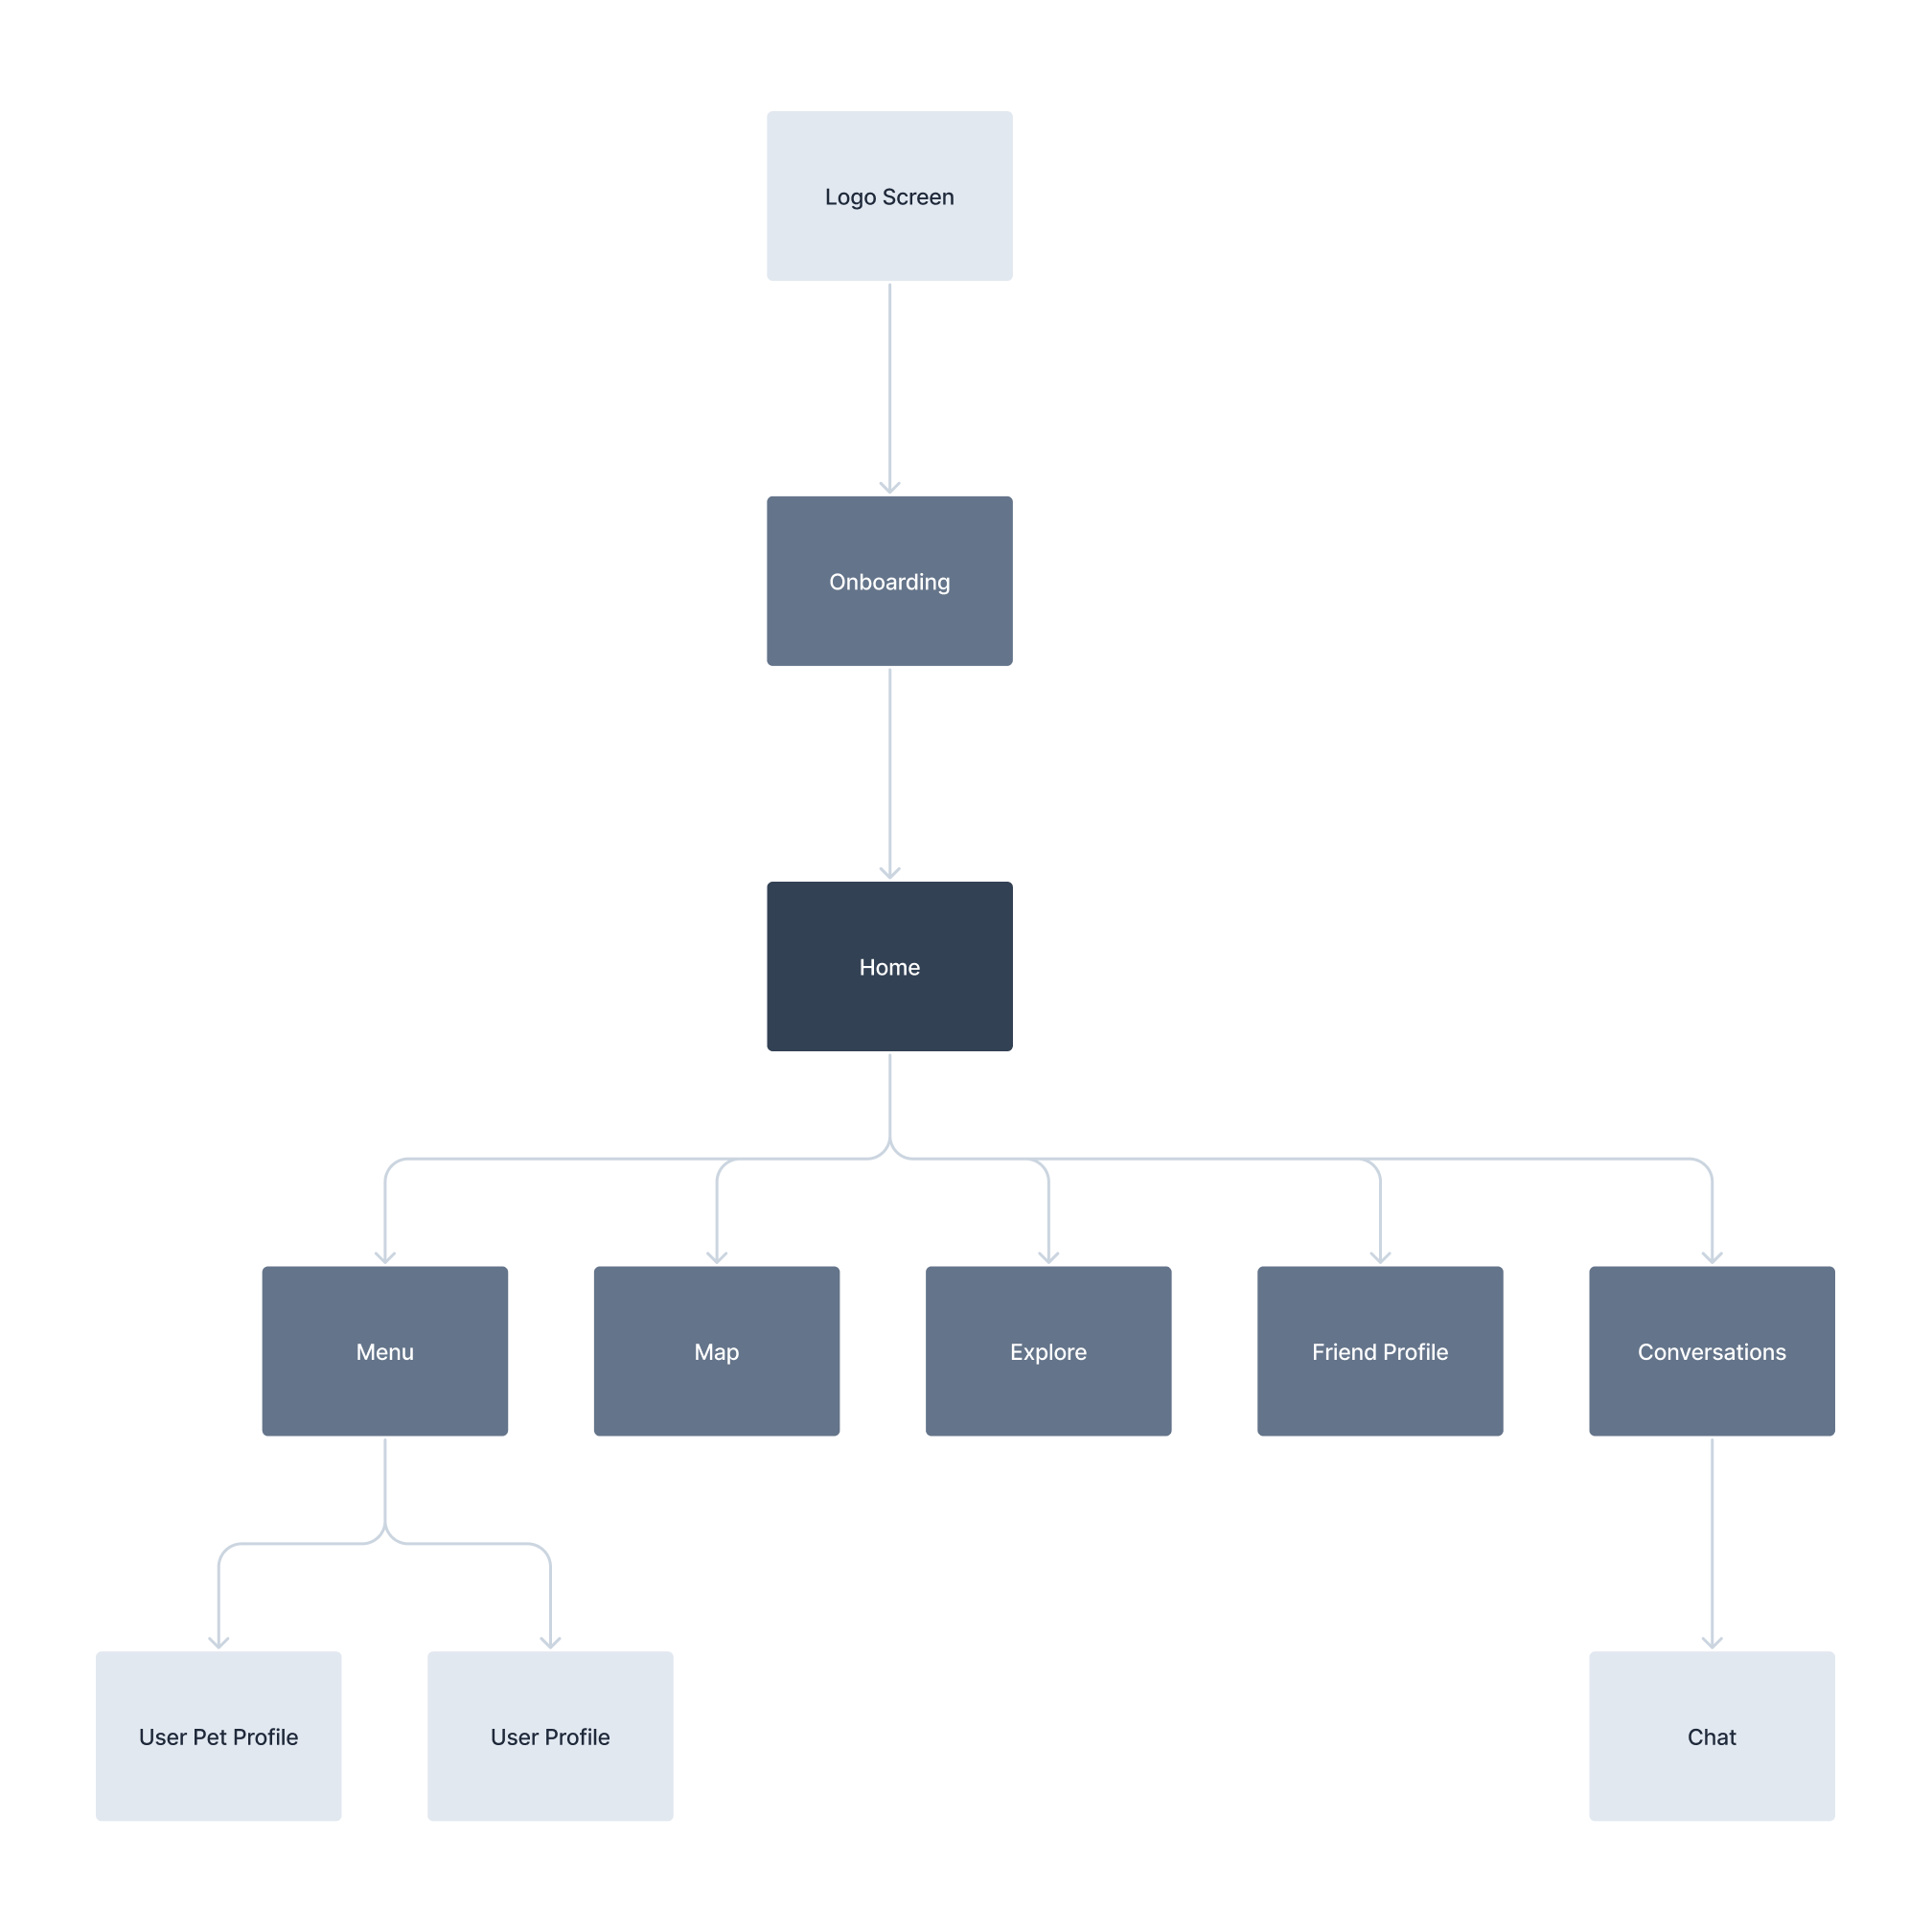 Logo Screen
Onboarding
Home
Menu
Map
Explore
Friend Profile
Conversations
User Pet Profile
User Profile
Chat